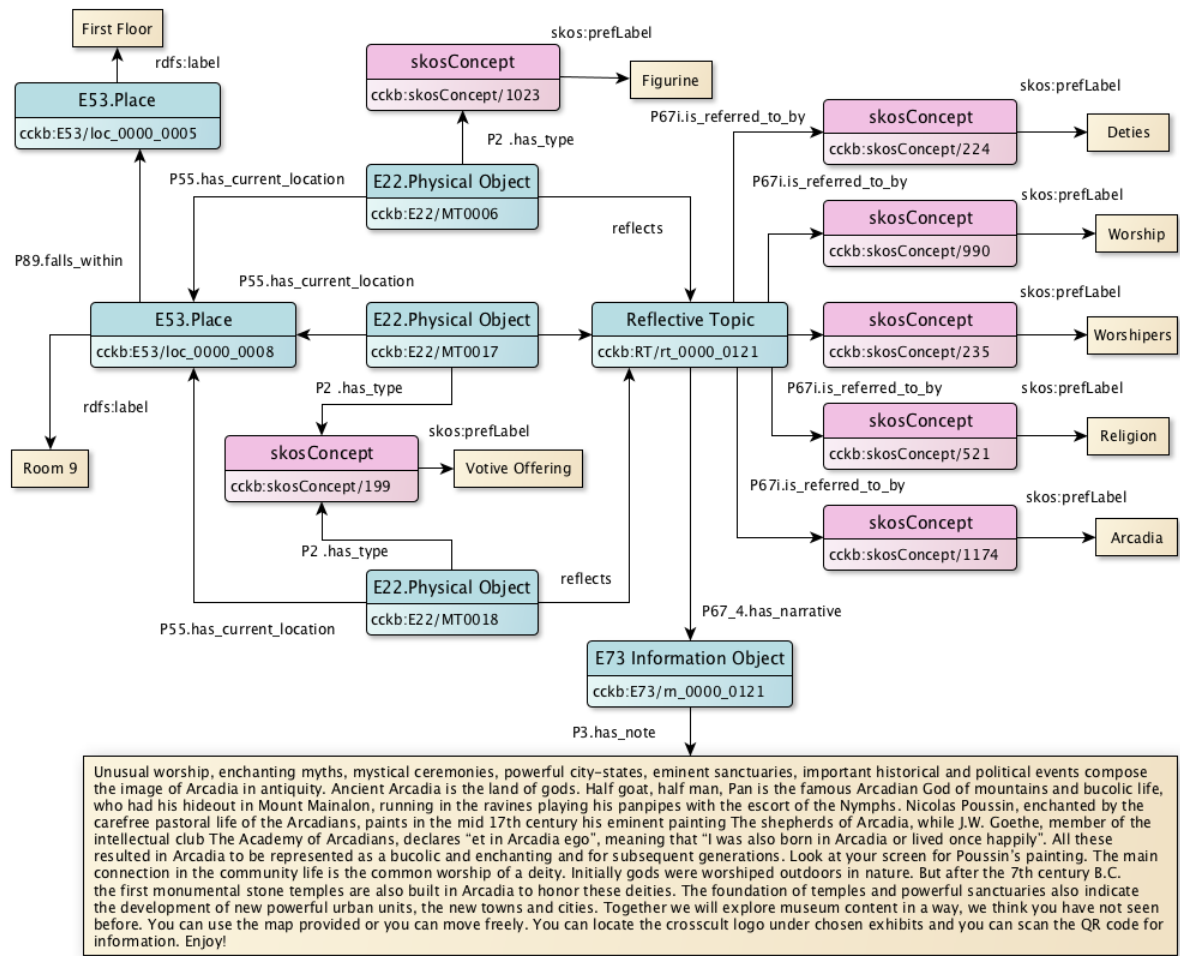 First Floor
rdfs:label
E53.Place
cckb:E53/loc_0000_0005
skos:prefLabel
skosConcept
cckb:skosConcept/1023
Figurine
P2 .has_type
P55.has_current_location
E22.Physical Object
cckb:E22/MT0006
reflects
P67i.is_referred_to_by
skosConcept
cckb:skosConcept/224
skos:prefLabel
Deties
P67i.is_referred_to_by
skosConcept
cckb:skosConcept/990
skos:prefLabel
Worship
P89.falls_within
P55.has_current_location
E53.Place
cckb:E53/loc_0000_0008
E22.Physical Object
cckb:E22/MT0017
Reflective Topic
cckb:RT/rt_0000_0121
skosConcept
cckb:skosConcept/235
skos:prefLabel
Worshipers
rdfs:label
Room 9
P2 .has_type
skosConcept
cckb:skosConcept/199
skos:prefLabel
Votive Offering
P67i.is_referred_to_by
skosConcept
cckb:skosConcept/521
skos:prefLabel
Religion
P67i.is_referred_to_by
skosConcept
cckb:skosConcept/1174
skos:prefLabel
Arcadia
P2 .has_type
E22.Physical Object
cckb:E22/MT0018
reflects
P55.has_current_location
P67_4.has_narrative
E73 Information Object
cckb:E73/m_0000_0121
P3.has_note
Unusual worship, enchanting myths, mystical ceremonies, powerful city-states, eminent sanctuaries, important historical and political events compose
the image of Arcadia in antiquity. Ancient Arcadia is the land of gods. Half goat, half man, Pan is the famous Arcadian God of mountains and bucolic life,
who had his hideout in Mount Mainalon, running in the ravines playing his panpipes with the escort of the Nymphs. Nicolas Poussin, enchanted by the
carefree pastoral life of the Arcadians, paints in the mid 17th century his eminent painting The shepherds of Arcadia, while J.W. Goethe, member of the
intellectual club The Academy of Arcadians, declares “et in Arcadia ego”, meaning that “I was also born in Arcadia or lived once happily”. All these
resulted in Arcadia to be represented as a bucolic and enchanting and for subsequent generations. Look at your screen for Poussin’s painting. The main
connection in the community life is the common worship of a deity. Initially gods were worshiped outdoors in nature. But after the 7th century B.C.
the first monumental stone temples are also built in Arcadia to honor these deities. The foundation of temples and powerful sanctuaries also indicate
the development of new powerful urban units, the new towns and cities. Together we will explore museum content in a way, we think you have not seen
before. You can use the map provided or you can move freely. You can locate the crosscult logo under chosen exhibits and you can scan the QR code for
information. Enjoy!